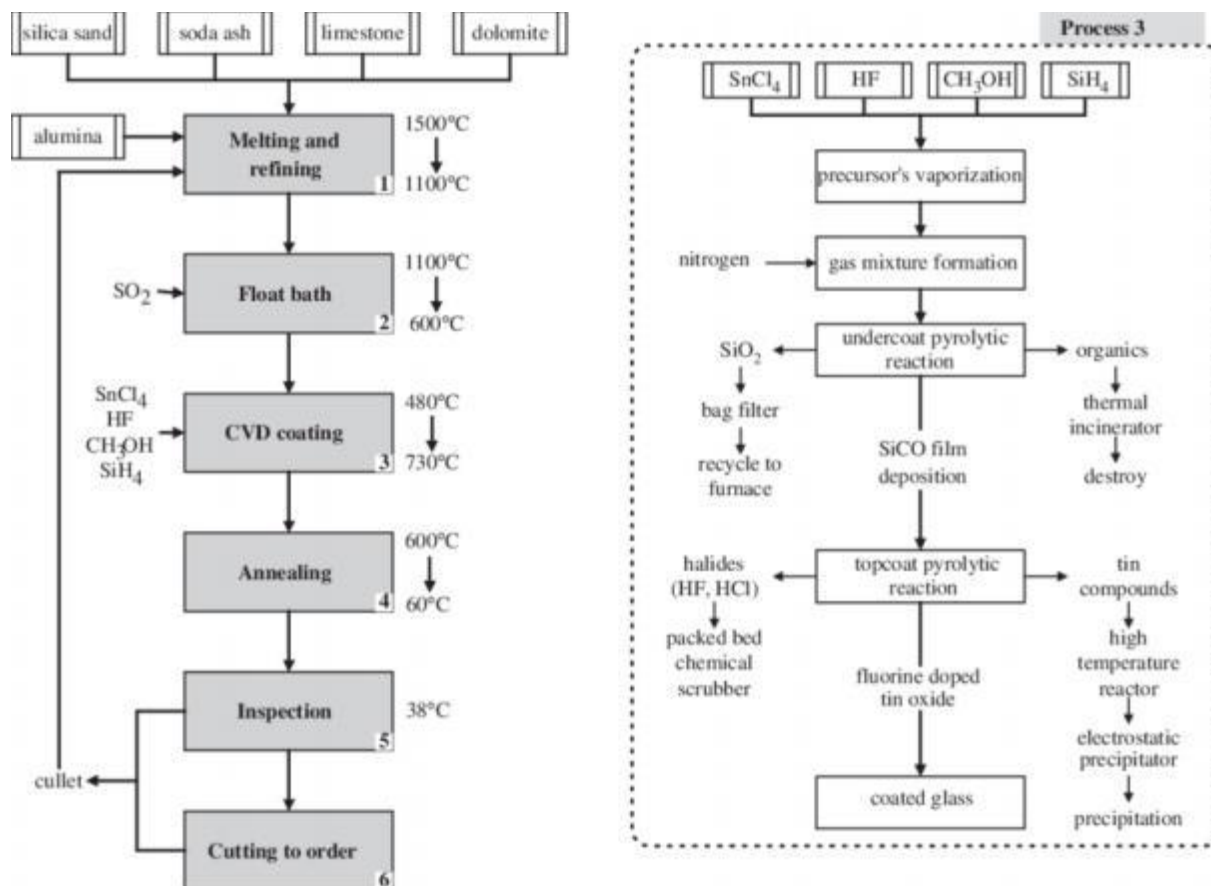 silica sand
soda ash
limestone
dolomite
alumina
Melting and
refining
1
1500°C
1100°C
SO2
Float bath
2
1100°C
600°C
SnCl4
HF
CH3OH
SiH4
CVD coating
3
480°C
730°C
Annealing
4
600°C
60°C
Inspection
5
38°C
cullet
Cutting to order
6
Process 3
SnCl4
HF
CH3OH
SiH4
precursor's vaporization
nitrogen
gas mixture formation
undercoat pyrolytic
reaction
SiO2
bag filter
recycle to
furnace
organics
thermal
incinerator
destroy
SiCO film
deposition
topcoat pyrolytic
reaction
halides
(HF, HCl)
packed bed
chemical
scrubber
tin
compounds
high
temperature
reactor
electrostatic
precipitator
precipitation
fluorine doped
tin oxide
coated glass